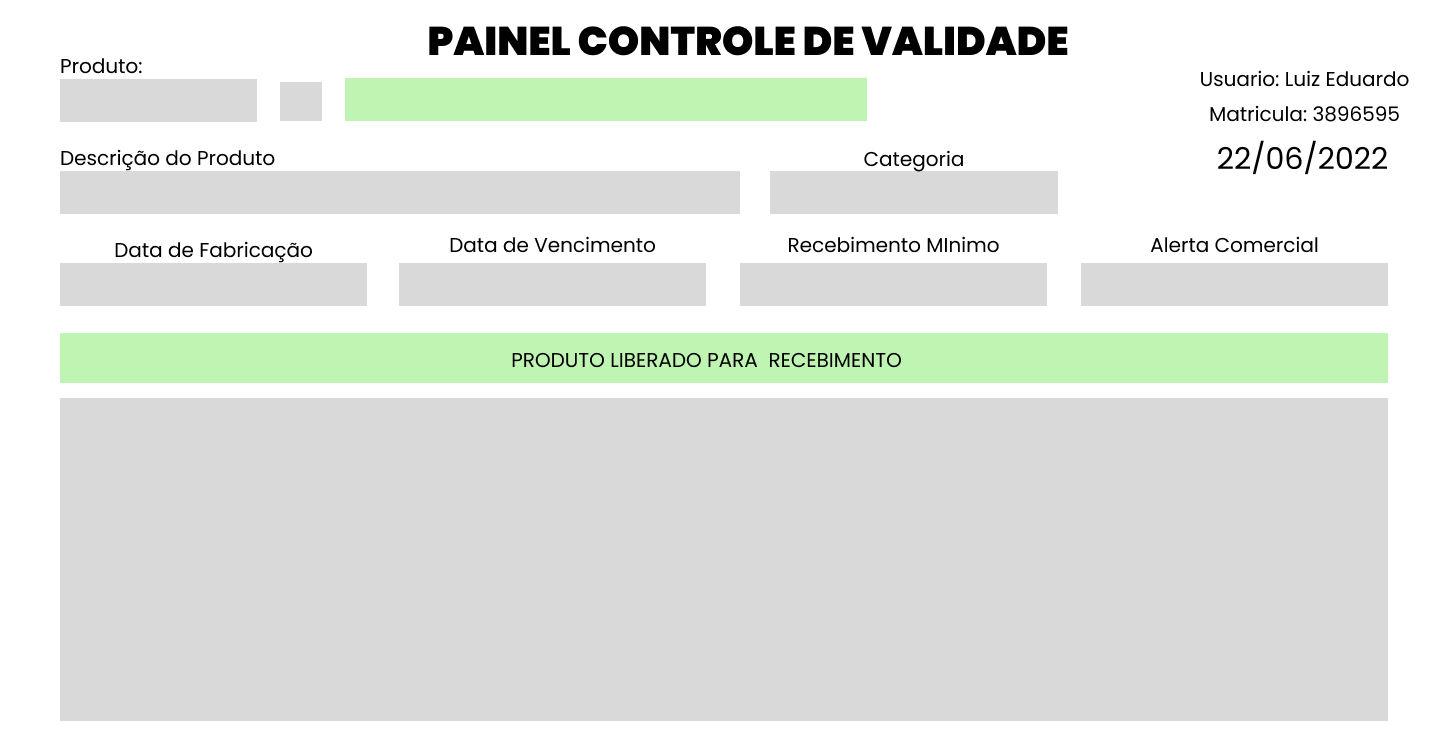 PAINEL CONTROLE DE VALIDADE
Produto:
Usuario: Luiz Eduardo
Matricula: 3896595
22/06/2022
Descrição do Produto
Categoria
Data de Fabricação
Data de Vencimento
Recebimento MInimo
Alerta Comercial
PRODUTO LIBERADO PARA  RECEBIMENTO